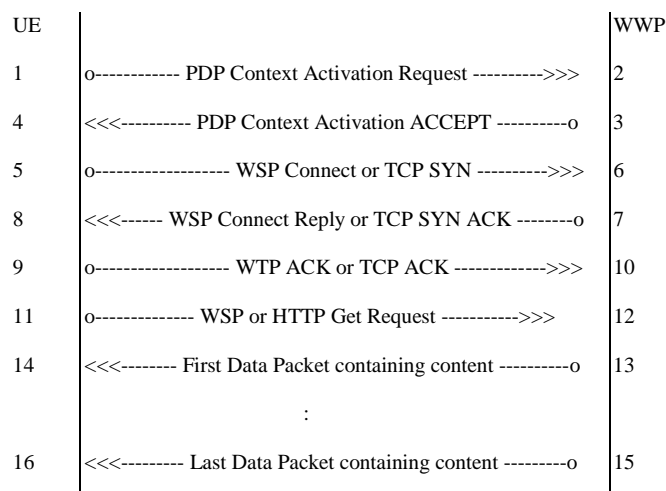 UE WWP
1 o------------ PDP Context Activation Request ---------->>> 2
4 <<<---------- PDP Context Activation ACCEPT ----------o 3
5 o------------------- WSP Connect or TCP SYN ---------->>> 6
8 <<<------ WSP Connect Reply or TCP SYN ACK --------o 7
9 o------------------- WTP ACK or TCP ACK ------------->>> 10
11 o-------------- WSP or HTTP Get Request ----------->>> 12
14 <<<-------- First Data Packet containing content ----------o 13
:
16 <<<--------- Last Data Packet containing content ---------o 15